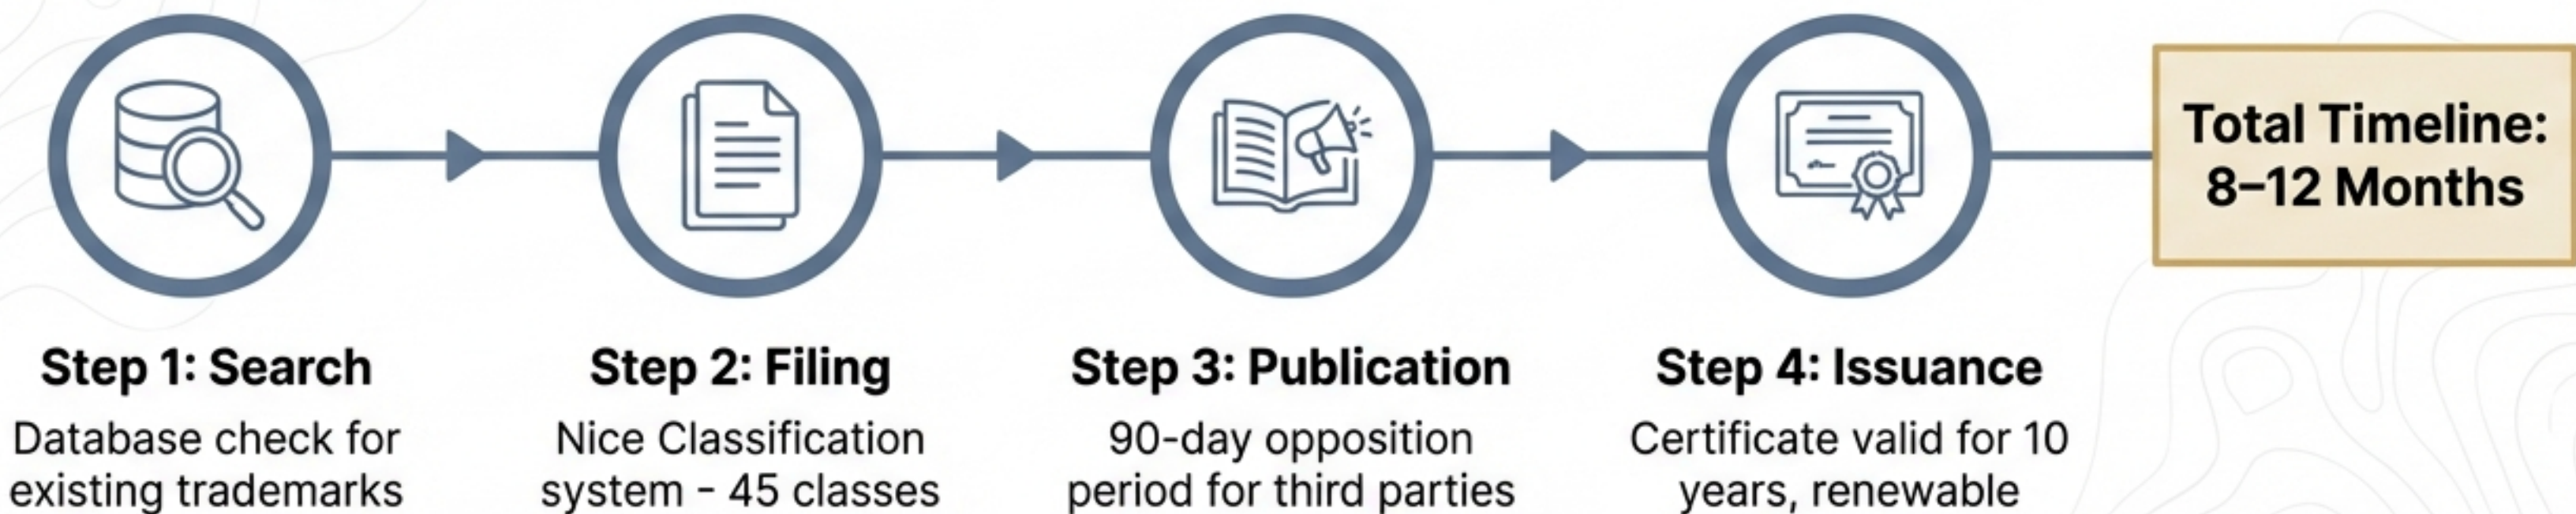 Step 1: Search
Database check for
existing trademarks
Step 2: Filing
Nice Classification
system - 45 classes
Step 3: Publication
90-day opposition
period for third parties
Step 4: Issuance
Certificate valid for 10
years, renewable
Total Timeline:
8–12 Months